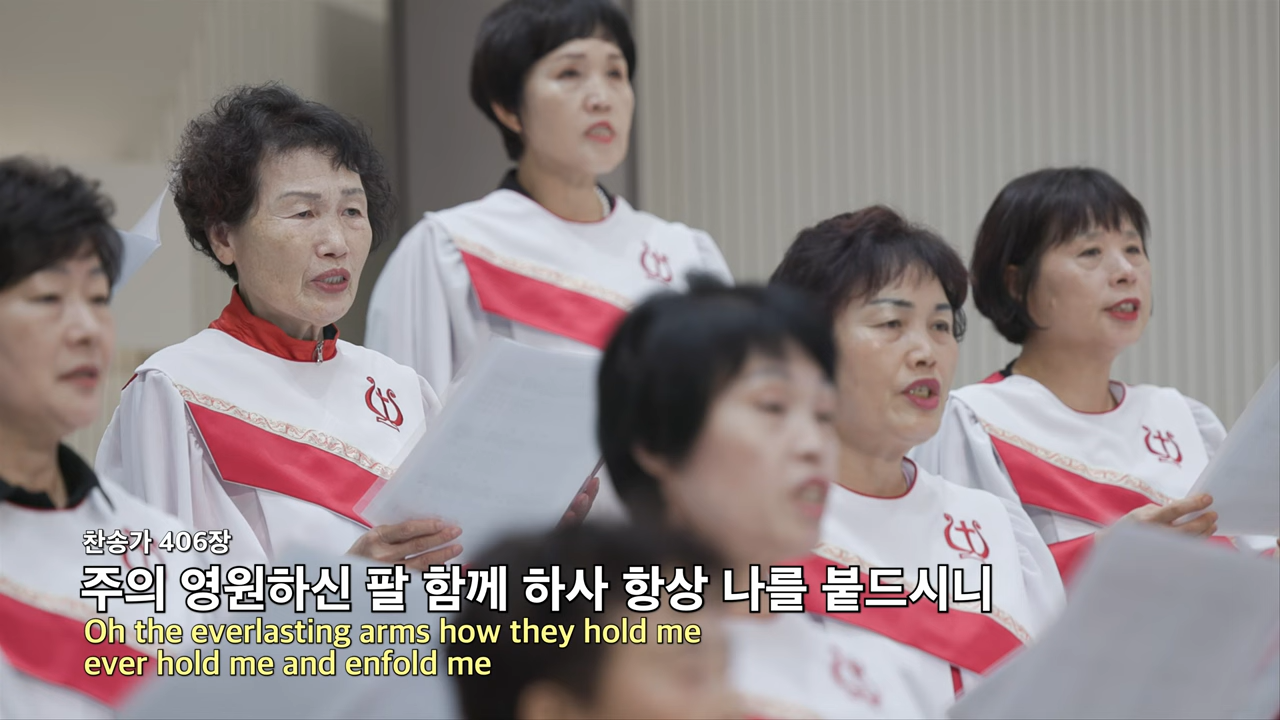 찬송가 406장
주의 영원하신 팔 함께 하사 항상 나를 붙드시니
Oh the everlasting arms how they hold me
ever hold me and enfold me